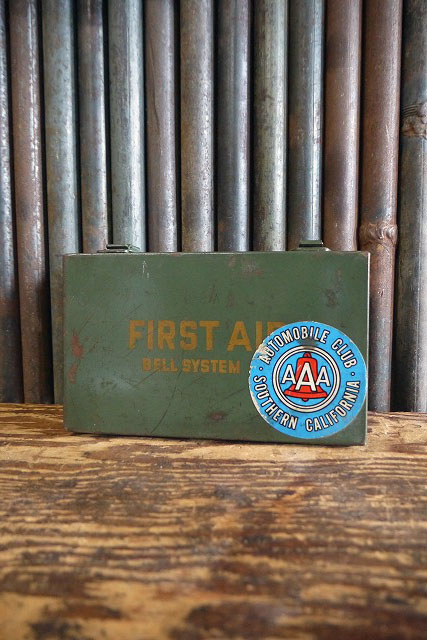 FIRST AI
BELL SYSTEM
AUTOMOBILE CLUB
AAA
SOUTHERN CALIFORNIA